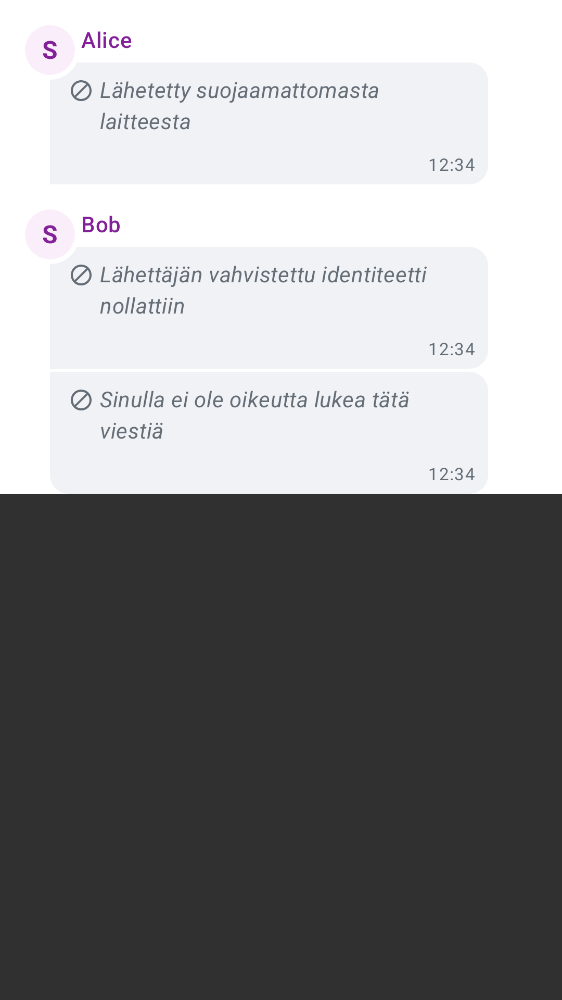 S
Alice
Lähetetty suojaamattomasta
laitteesta
12:34
S
Bob
Lähettäjän vahvistettu identiteetti
nollattiin
12:34
Sinulla ei ole oikeutta lukea tätä
viestiä
12:34